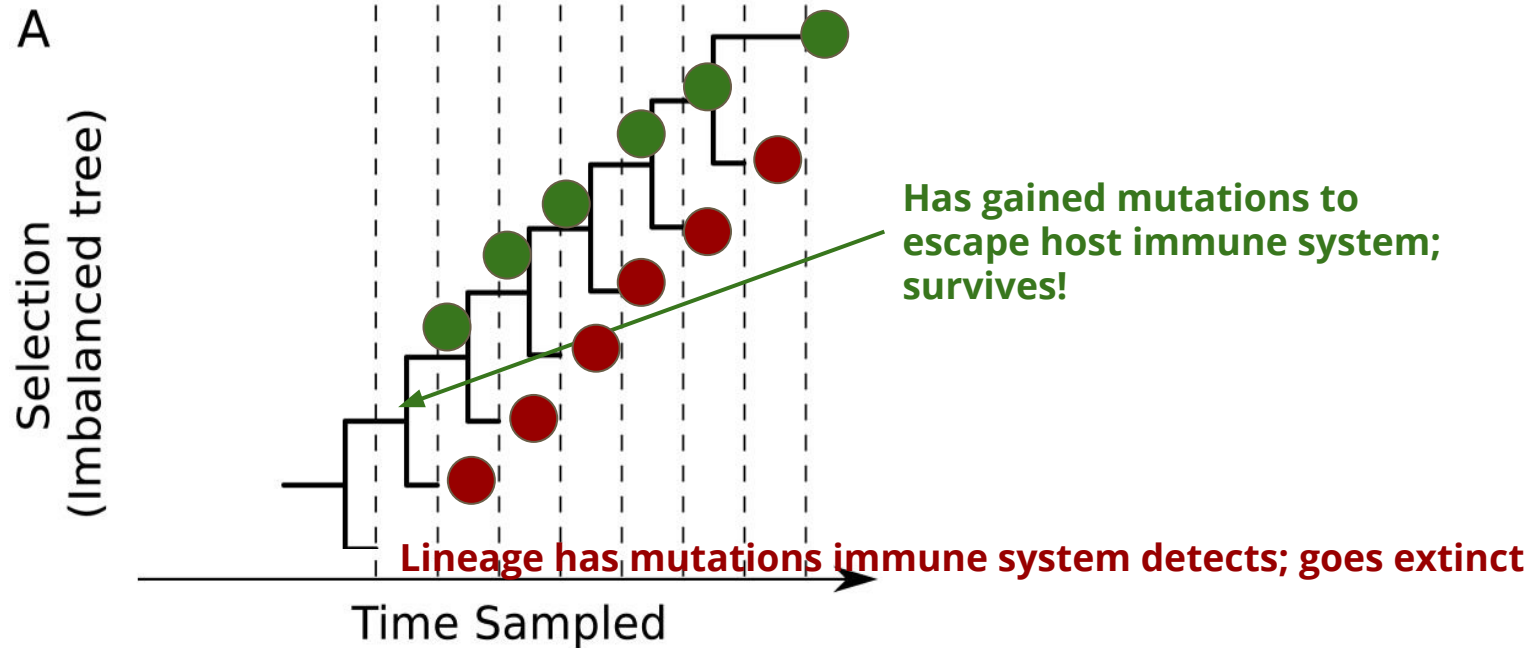 A
Selection
(Imbalanced tree)
Has gained mutations to
escape host immune system;
survives!
Lineage has mutations immune system detects; goes extinct
Time Sampled